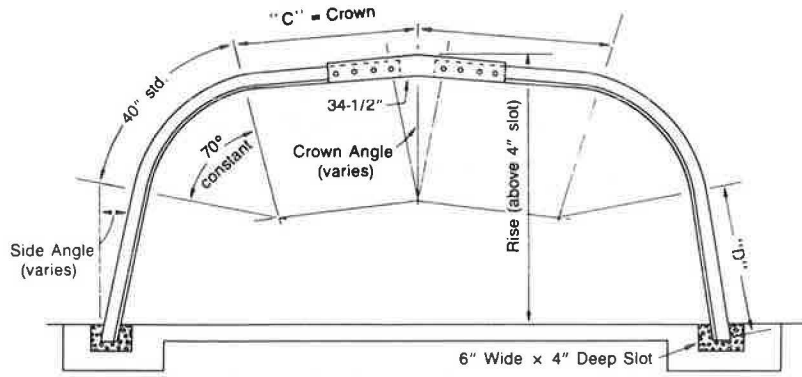 "C" = Crown
40" std.
34-1/2"
70°
constant
Crown Angle
(varies)
Rise (above 4" slot)
Side Angle
(varies)
"D"
6" Wide × 4" Deep Slot